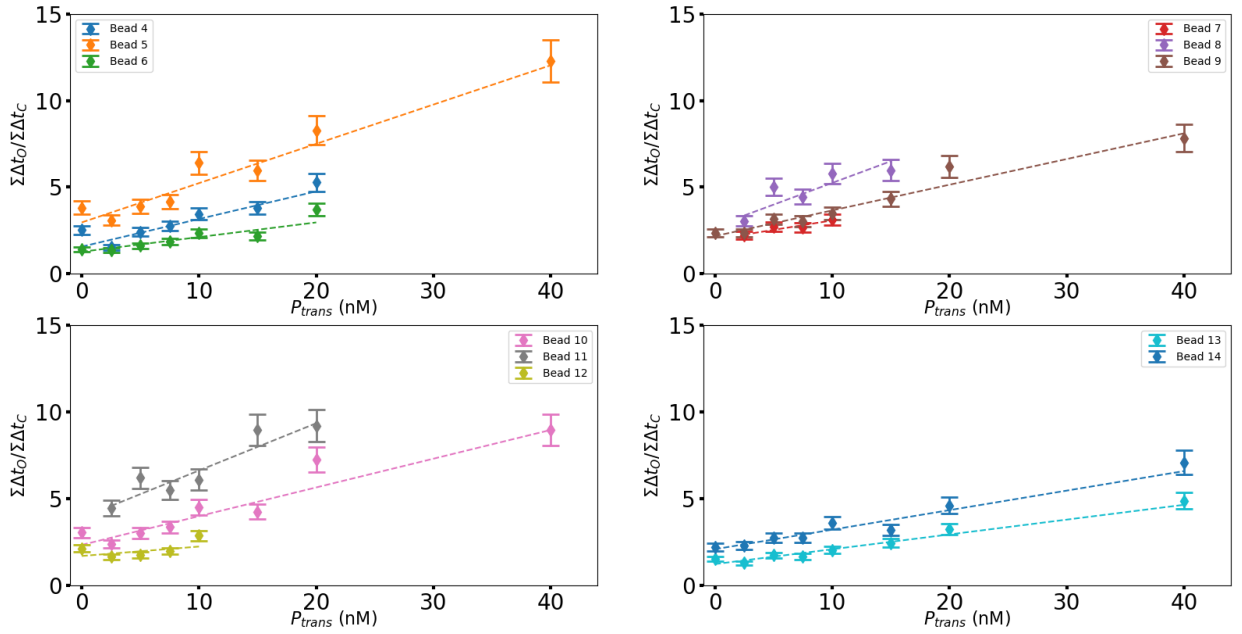 15
10
5
0
ΣΔt_O/ΣΔt_C
Bead 4
Bead 5
Bead 6
0 10 20 30 40
P_trans (nM)
15
10
5
0
ΣΔt_O/ΣΔt_C
Bead 7
Bead 8
Bead 9
0 10 20 30 40
P_trans (nM)
15
10
5
0
ΣΔt_O/ΣΔt_C
Bead 10
Bead 11
Bead 12
0 10 20 30 40
P_trans (nM)
15
10
5
0
ΣΔt_O/ΣΔt_C
Bead 13
Bead 14
0 10 20 30 40
P_trans (nM)